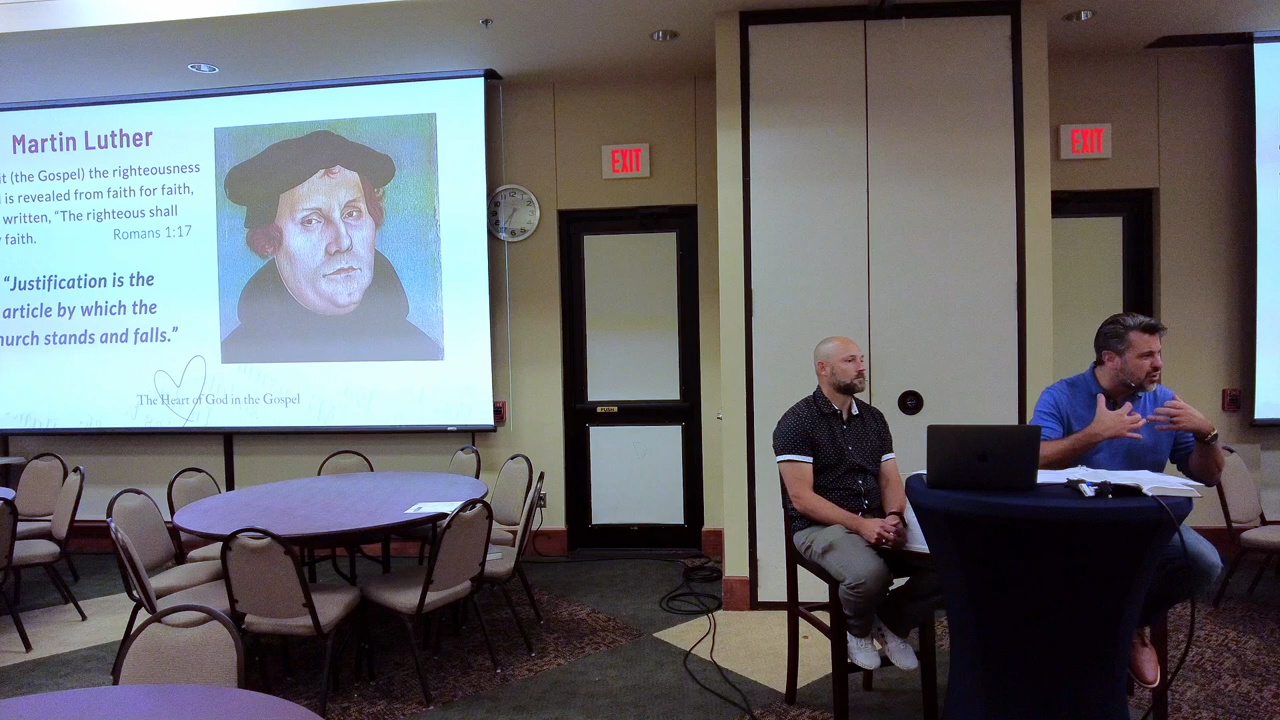 Martin Luther
it (the Gospel) the righteousness
is revealed from faith for faith,
written, "The righteous shall
faith.
Romans 1:17
"Justification is the
article by which the
hurch stands and falls."
The Heart of God in the Gospel
EXIT
EXIT
PUSH